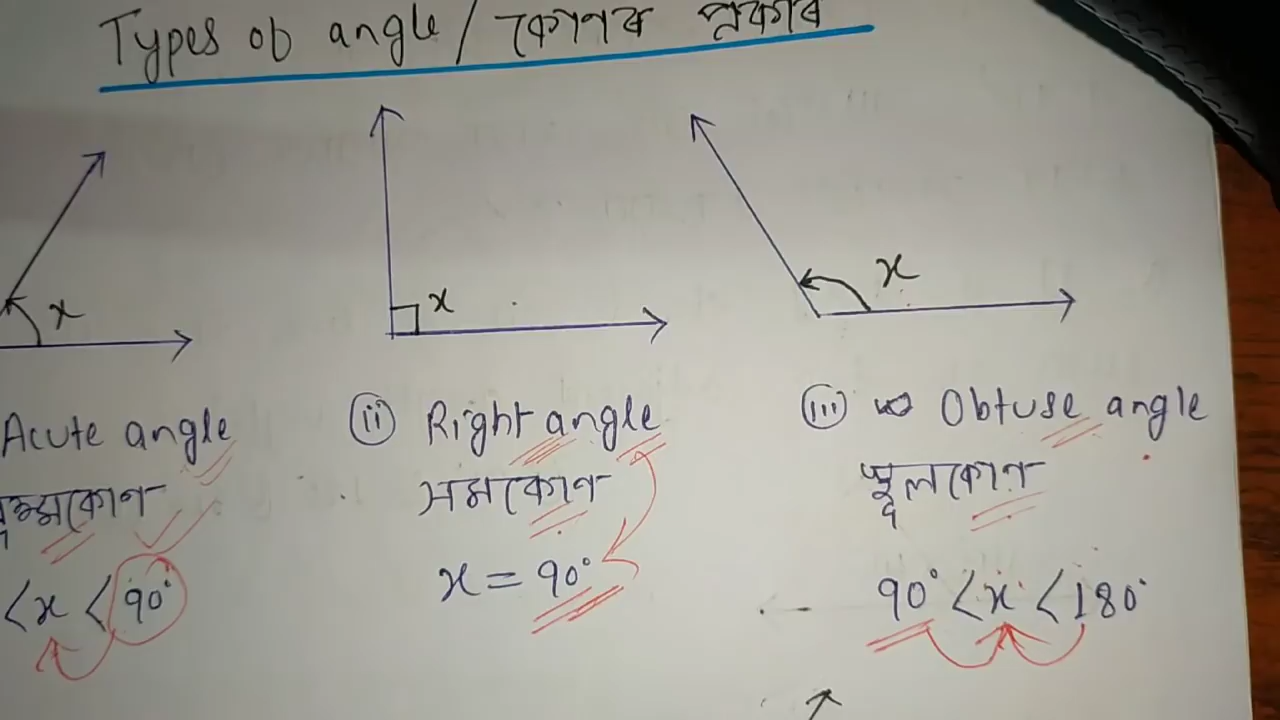 Types of angle / কোণৰ প্ৰকাৰ
x
x
x
Acute angle
(ii) Right angle
(iii) Obtuse angle
সূক্ষ্মকোণ
সমকোণ
স্থূলকোণ
< x < 90°
x = 90°
90° < x < 180°